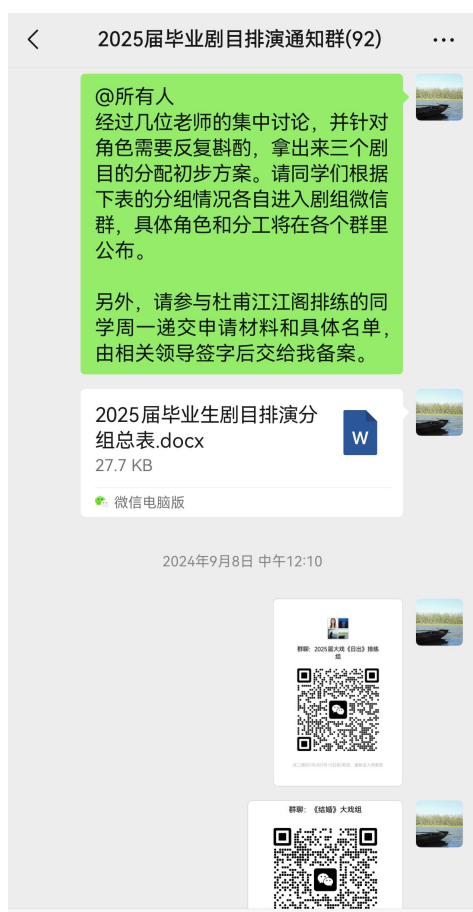 2025届毕业剧目排演通知群(92)
@所有人
经过几位老师的集中讨论，并针对
角色需要反复斟酌，拿出来三个剧
目的分配初步方案。请同学们根据
下表的分组情况各自进入剧组微信
群，具体角色和分工将在各个群里
公布。
另外，请参与杜甫江江阁排练的同
学周一递交申请材料和具体名单，
由相关领导签字后交给我备案。
2025届毕业生剧目排演分
组总表.docx
W
27.7 KB
微信电脑版
2024年9月8日 中午12:10
群聊：2025届大戏《日出》排练
组
群聊：《结婚》大戏组